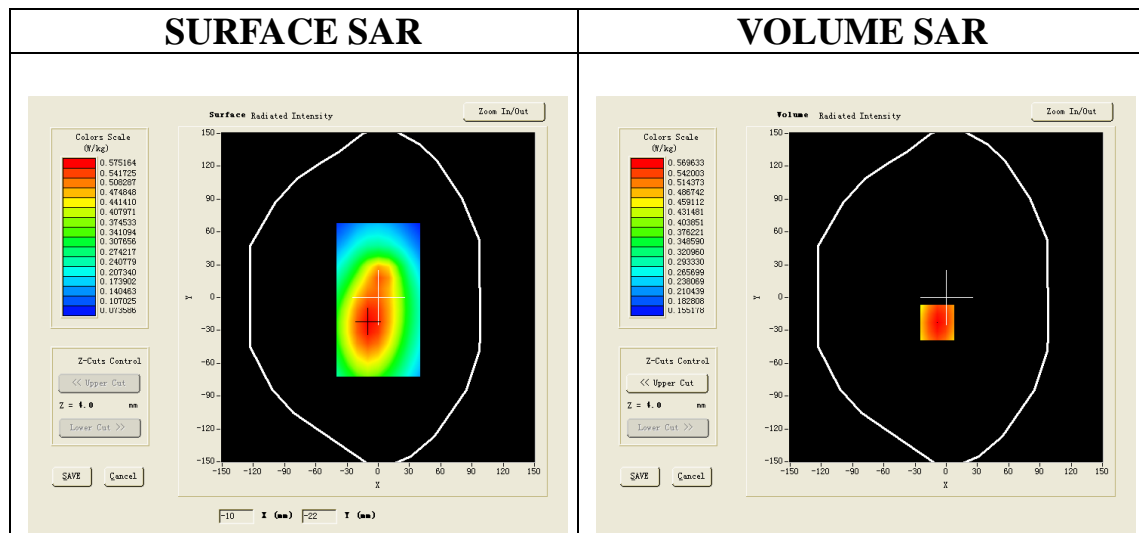 SURFACE SAR
VOLUME SAR
Surface Radiated Intensity
Zoom In/Out
Colors Scale
(W/kg)
0.575164
0.541725
0.508287
0.474848
0.441410
0.407971
0.374533
0.341094
0.307656
0.274217
0.240779
0.207340
0.173902
0.140463
0.107025
0.073586
150
120
90
60
30
0
-30
-60
-90
-120
-150
Y
-150 -120 -90 -60 -30 0 30 60 90 120 150
X
Z-Cuts Control
<< Upper Cut
Z = 4.0 mm
Lower Cut >>
SAVE Cancel
-10 X (mm) -22 Y (mm)
Volume Radiated Intensity
Zoom In/Out
Colors Scale
(W/kg)
0.569633
0.542003
0.514373
0.486742
0.459112
0.431481
0.403851
0.376221
0.348590
0.320960
0.293330
0.265699
0.238069
0.210439
0.182808
0.155178
150
120
90
60
30
0
-30
-60
-90
-120
-150
Y
-150 -120 -90 -60 -30 0 30 60 90 120 150
X
Z-Cuts Control
<< Upper Cut
Z = 4.0 mm
Lower Cut >>
SAVE Cancel